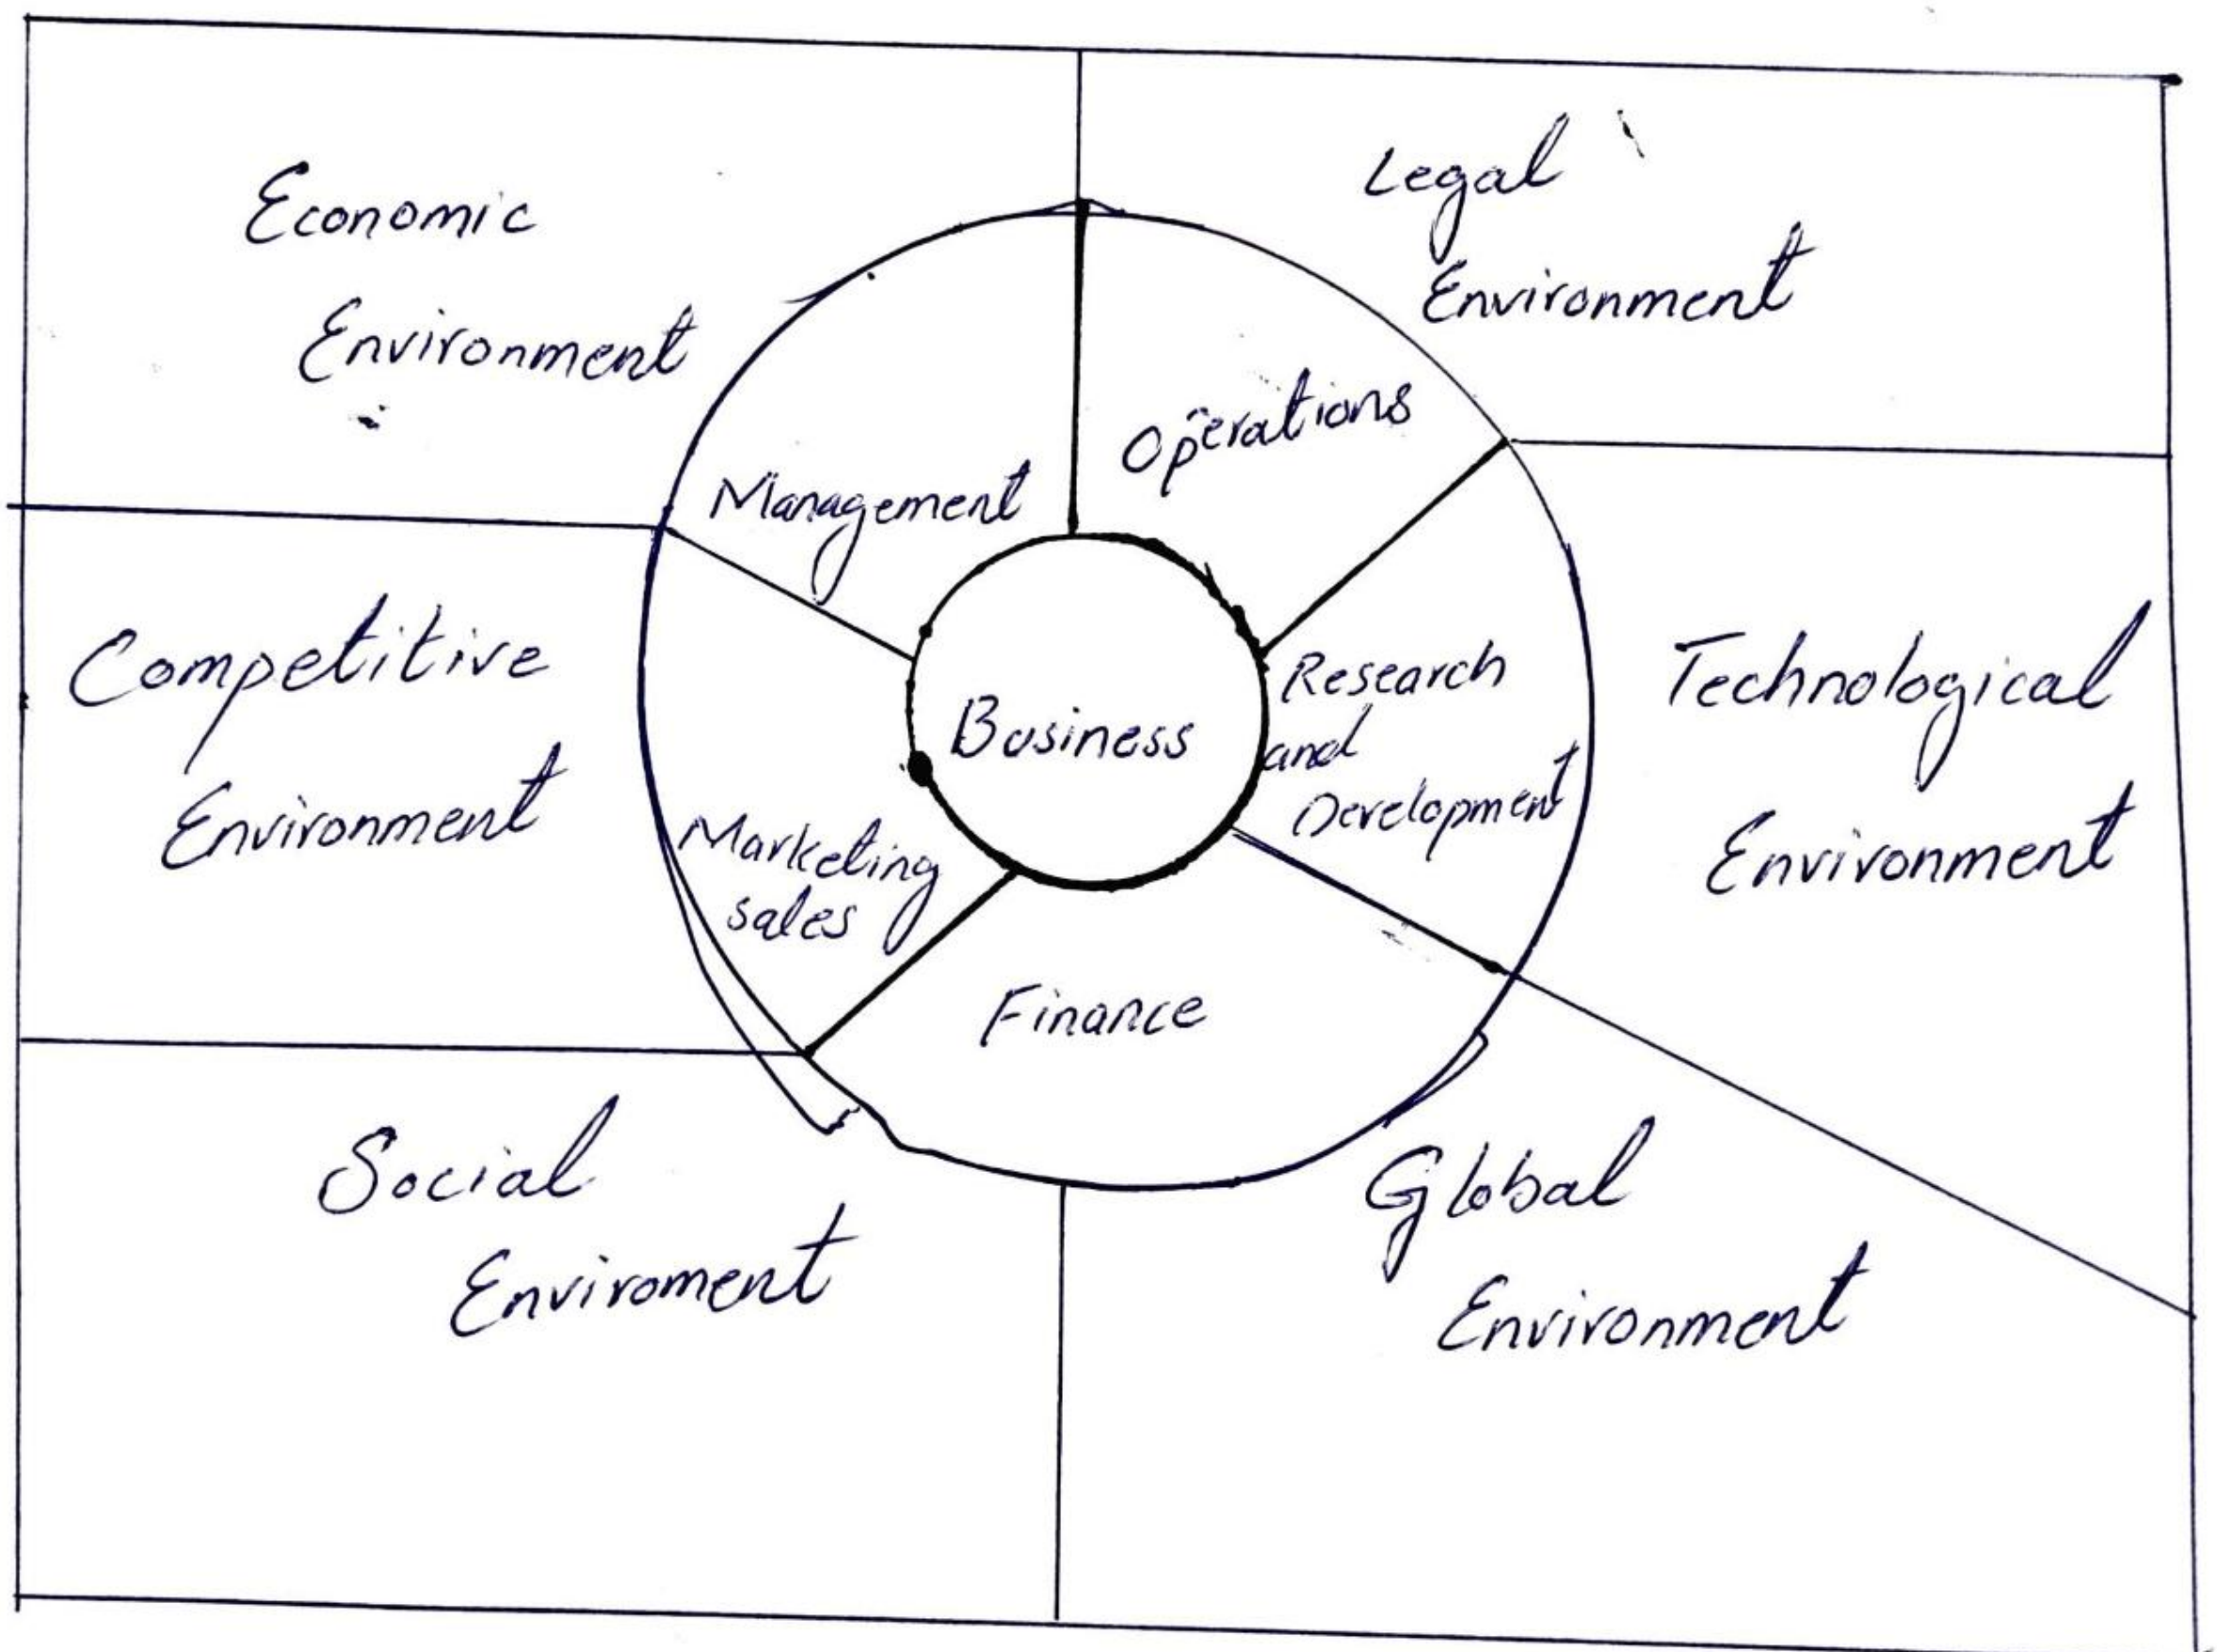 Economic
Environment
Legal
Environment
Management
Operations
Competitive
Environment
Business
Research
and
Development
Technological
Environment
Marketing
sales
Finance
Social
Enviroment
Global
Environment